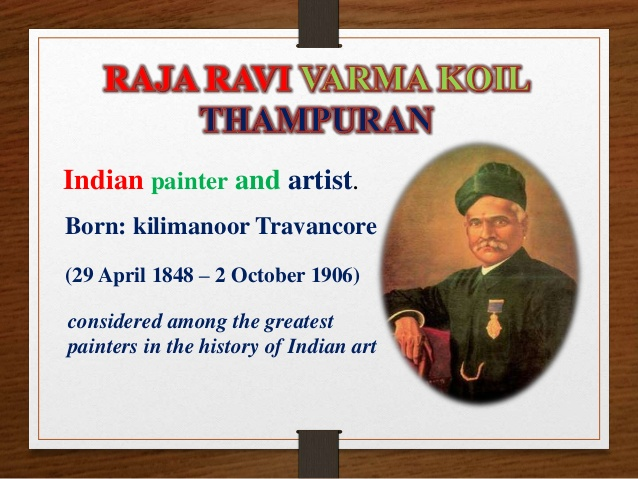 RAJA RAVI VARMA KOIL
THAMPURAN
Indian painter and artist.
Born: kilimanoor Travancore
(29 April 1848 – 2 October 1906)
considered among the greatest
painters in the history of Indian art